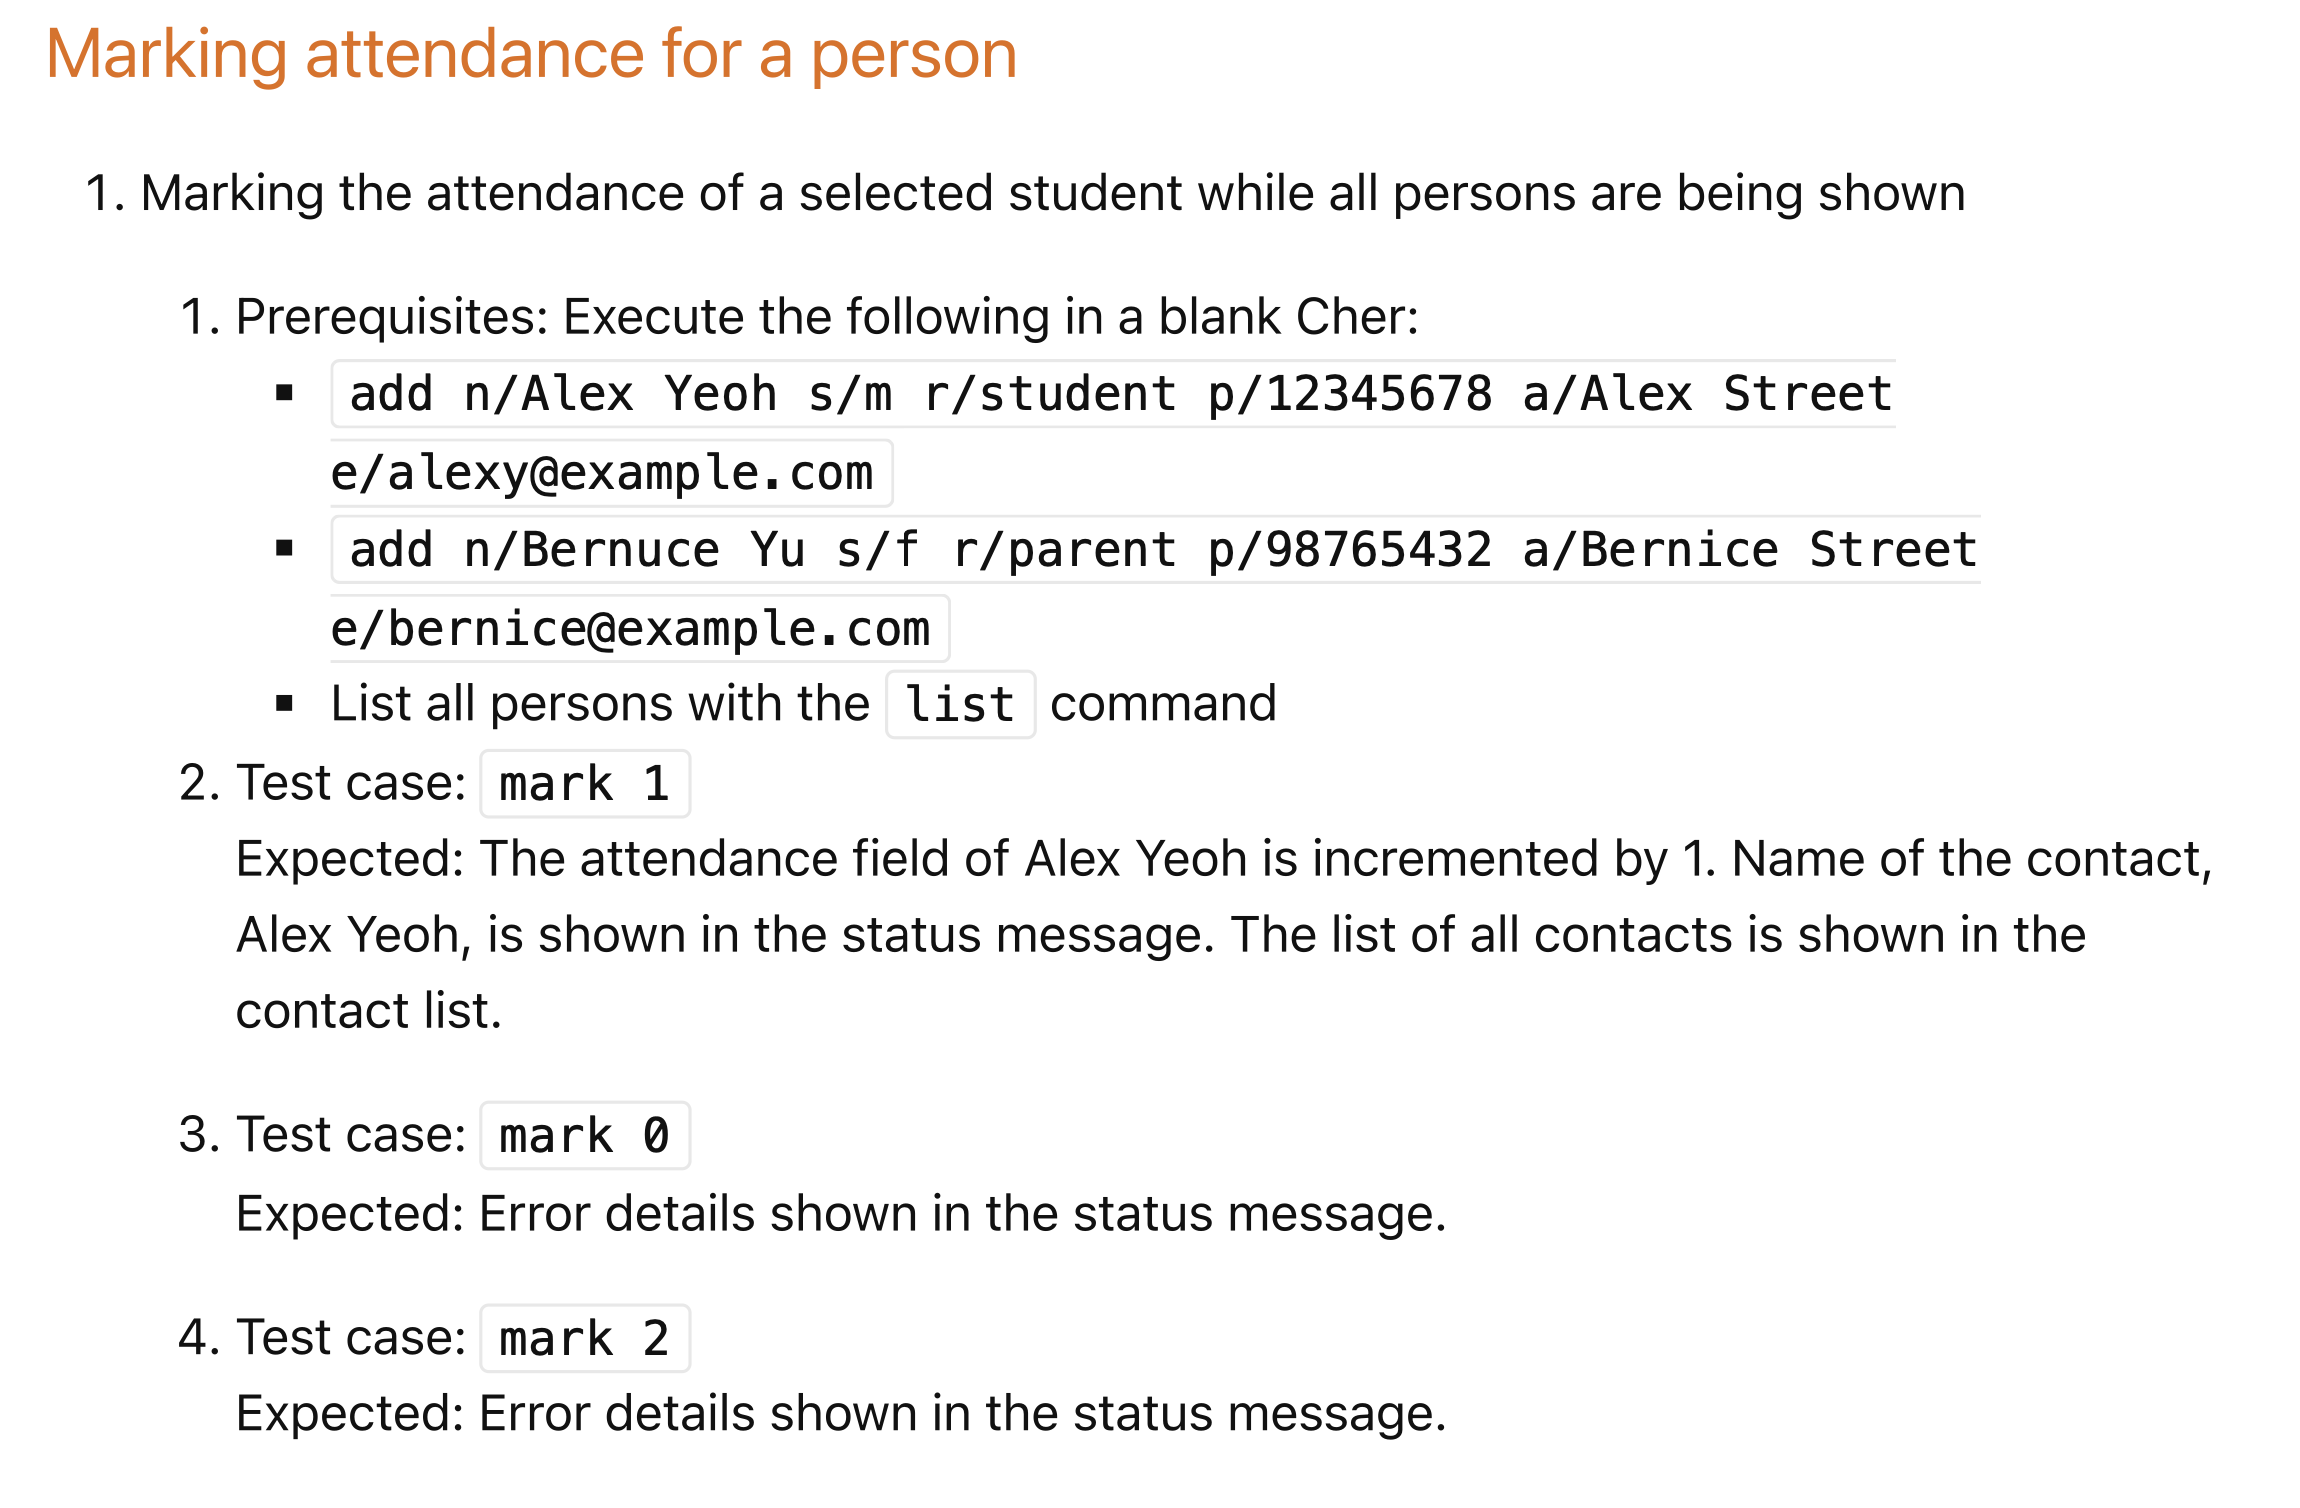 Marking attendance for a person
1. Marking the attendance of a selected student while all persons are being shown
1. Prerequisites: Execute the following in a blank Cher:
▪ add n/Alex Yeoh s/m r/student p/12345678 a/Alex Street
e/alexy@example.com
▪ add n/Bernuce Yu s/f r/parent p/98765432 a/Bernice Street
e/bernice@example.com
▪ List all persons with the list command
2. Test case: mark 1
Expected: The attendance field of Alex Yeoh is incremented by 1. Name of the contact,
Alex Yeoh, is shown in the status message. The list of all contacts is shown in the
contact list.
3. Test case: mark 0
Expected: Error details shown in the status message.
4. Test case: mark 2
Expected: Error details shown in the status message.